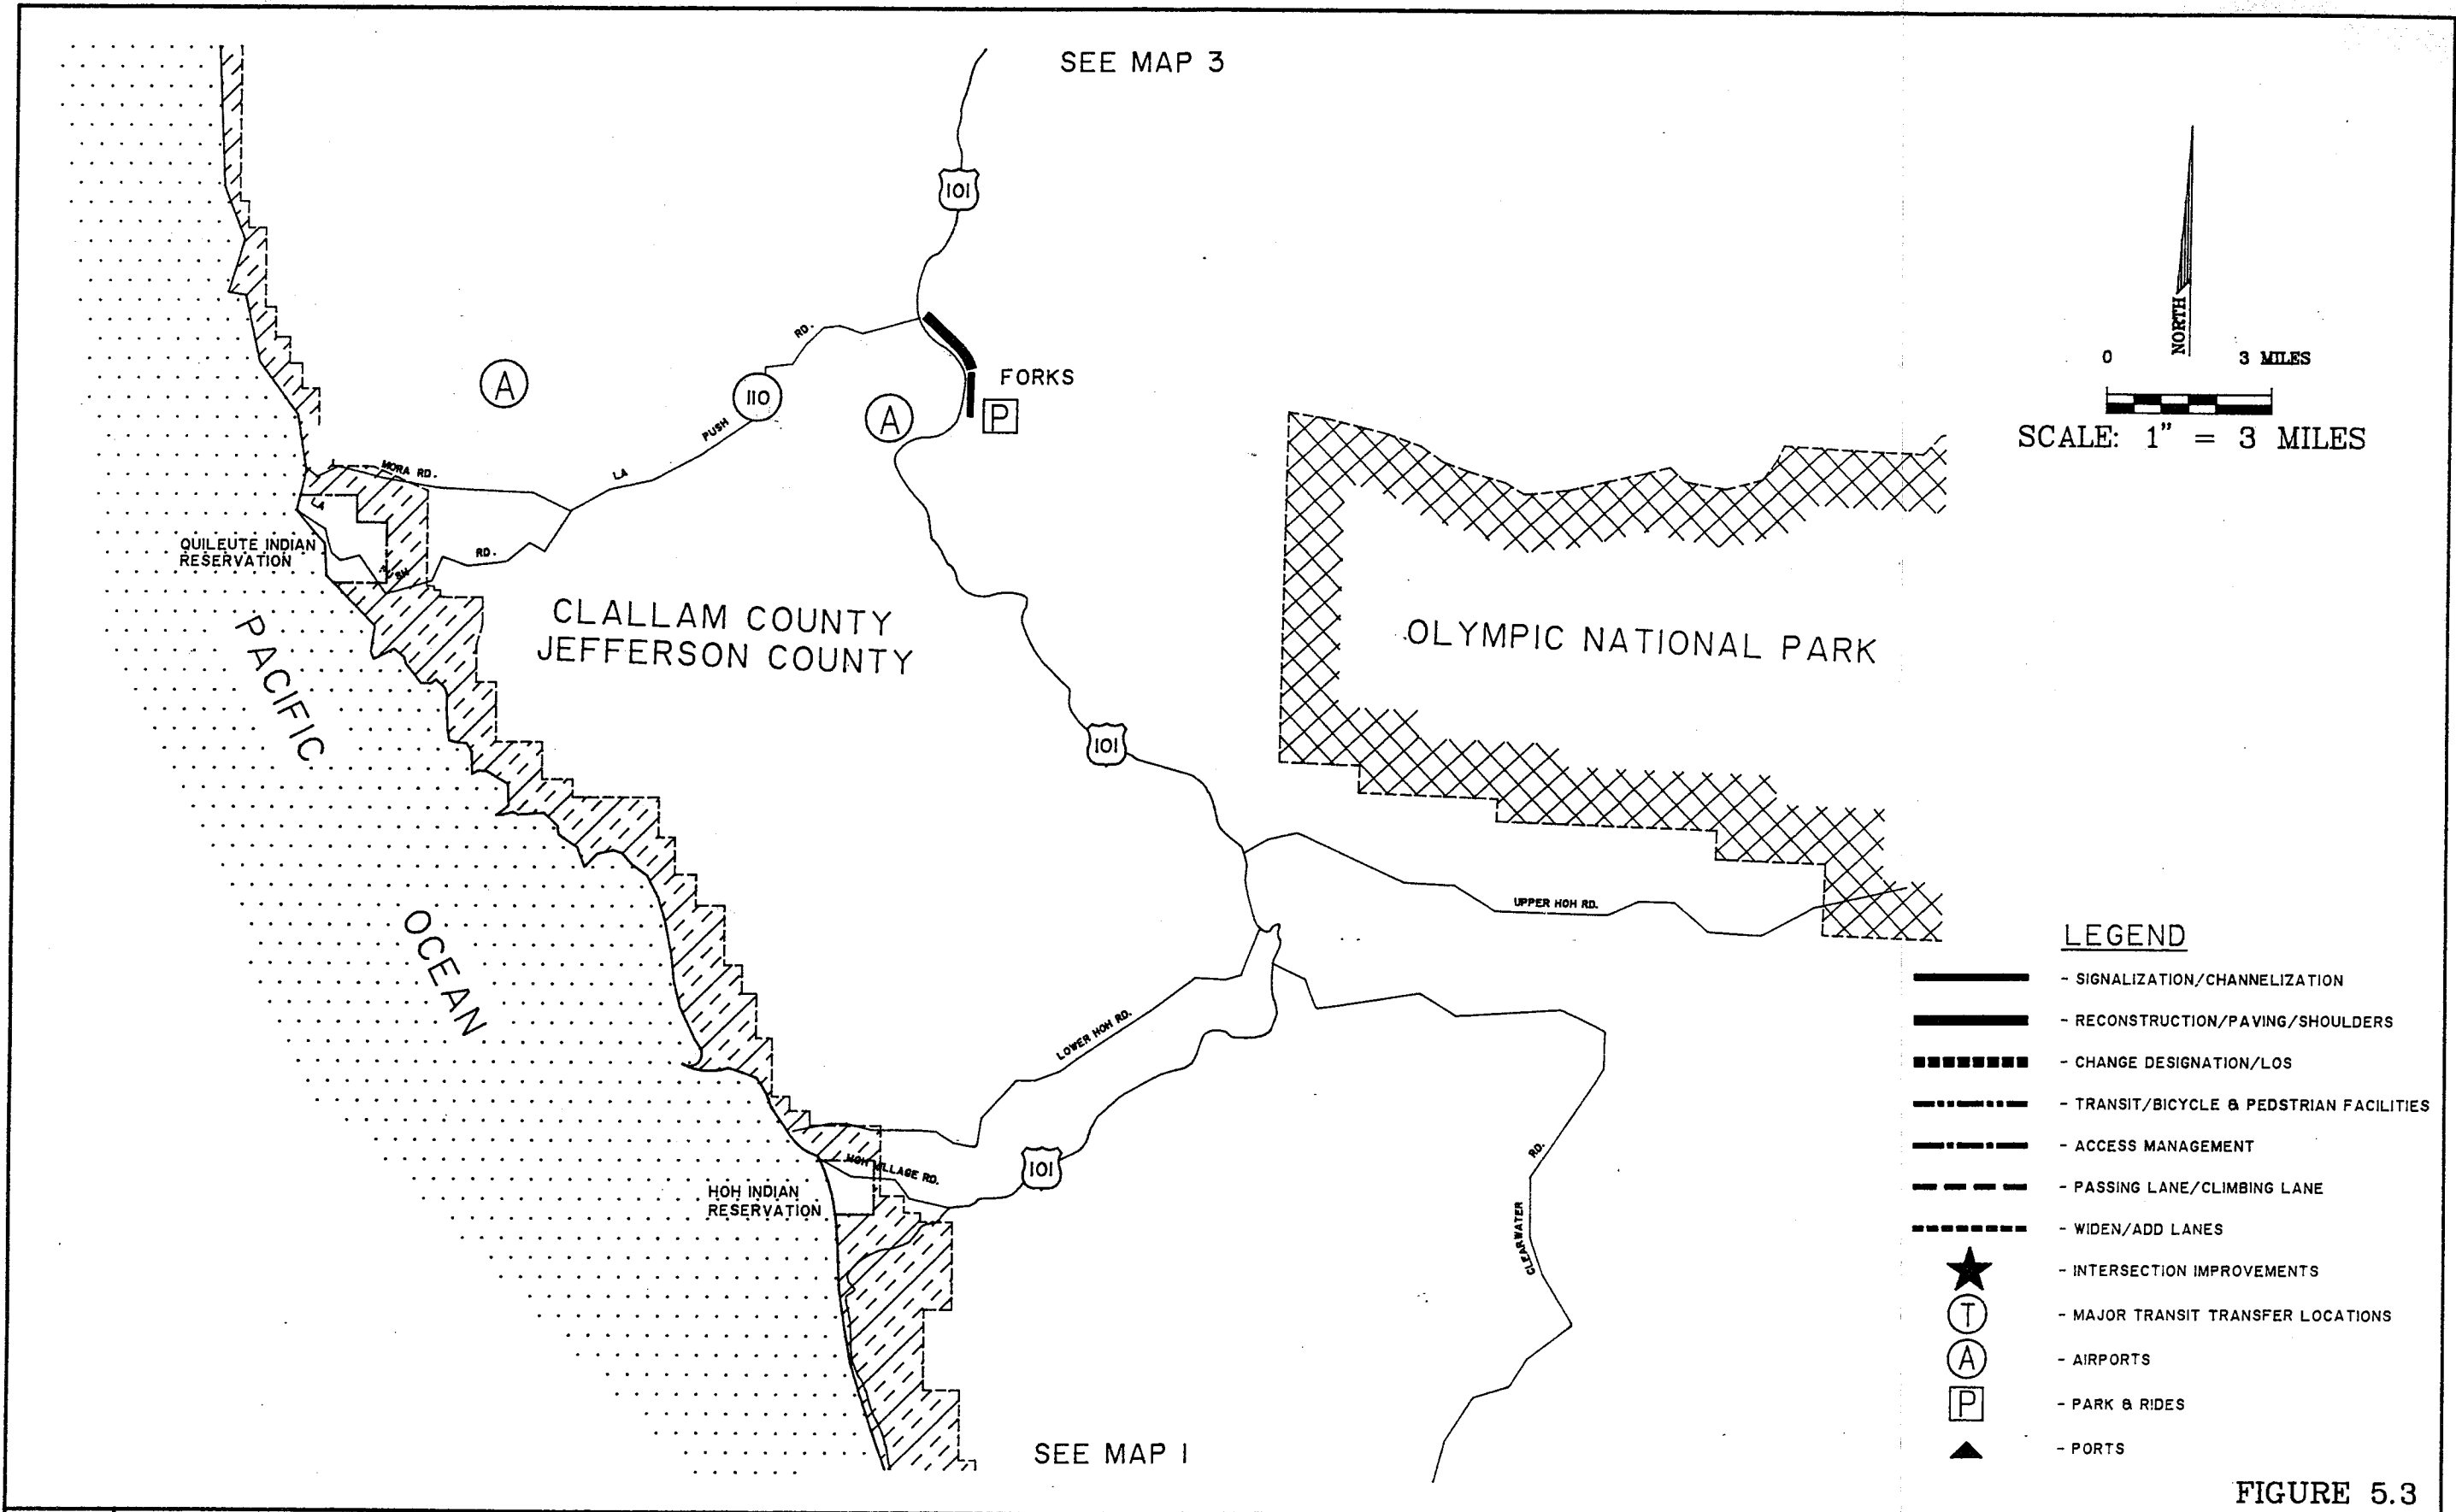 SEE MAP 3
101
NORTH
0 3 MILES
SCALE: 1" = 3 MILES
A
110
RD.
PUSH
LA
A
FORKS
P
MORA RD.
LA
PUSH
RD.
QUILEUTE INDIAN
RESERVATION
CLALLAM COUNTY
JEFFERSON COUNTY
OLYMPIC NATIONAL PARK
PACIFIC
OCEAN
101
UPPER HOH RD.
LOWER HOH RD.
HOH VILLAGE RD.
101
HOH INDIAN
RESERVATION
CLEARWATER
RD.
SEE MAP 1
LEGEND
- SIGNALIZATION/CHANNELIZATION
- RECONSTRUCTION/PAVING/SHOULDERS
- CHANGE DESIGNATION/LOS
- TRANSIT/BICYCLE & PEDSTRIAN FACILITIES
- ACCESS MANAGEMENT
- PASSING LANE/CLIMBING LANE
- WIDEN/ADD LANES
- INTERSECTION IMPROVEMENTS
T - MAJOR TRANSIT TRANSFER LOCATIONS
A - AIRPORTS
P - PARK & RIDES
- PORTS
FIGURE 5.3